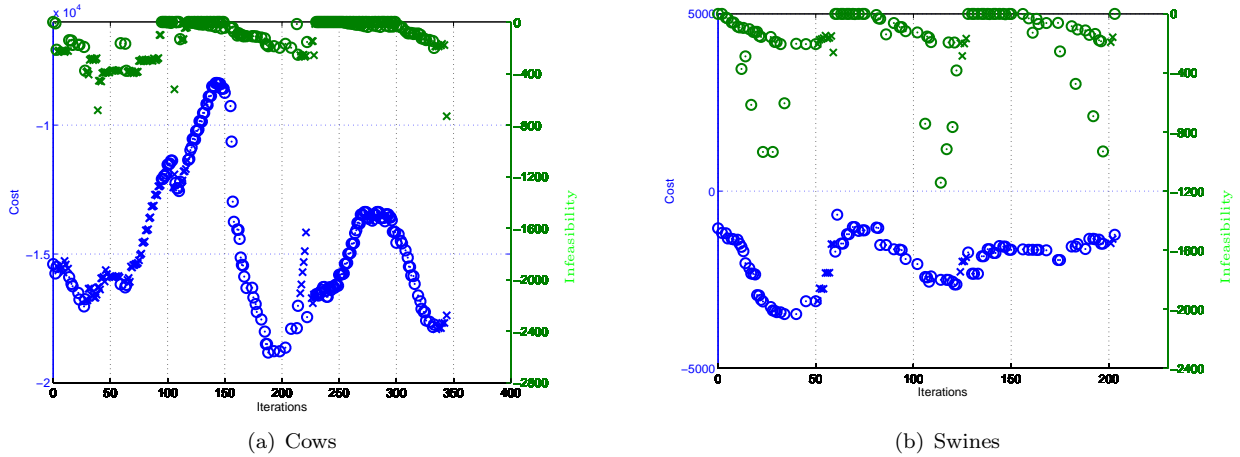 x 10⁴
0
−400
−800
−1200
−1600
−2000
−2400
−2800
−1
−1.5
−2
Cost
Infeasibility
0 50 100 150 200 250 300 350 400
Iterations
(a) Cows
5000
0
−5000
Cost
0
−400
−800
−1200
−1600
−2000
−2400
Infeasibility
0 50 100 150 200
Iterations
(b) Swines